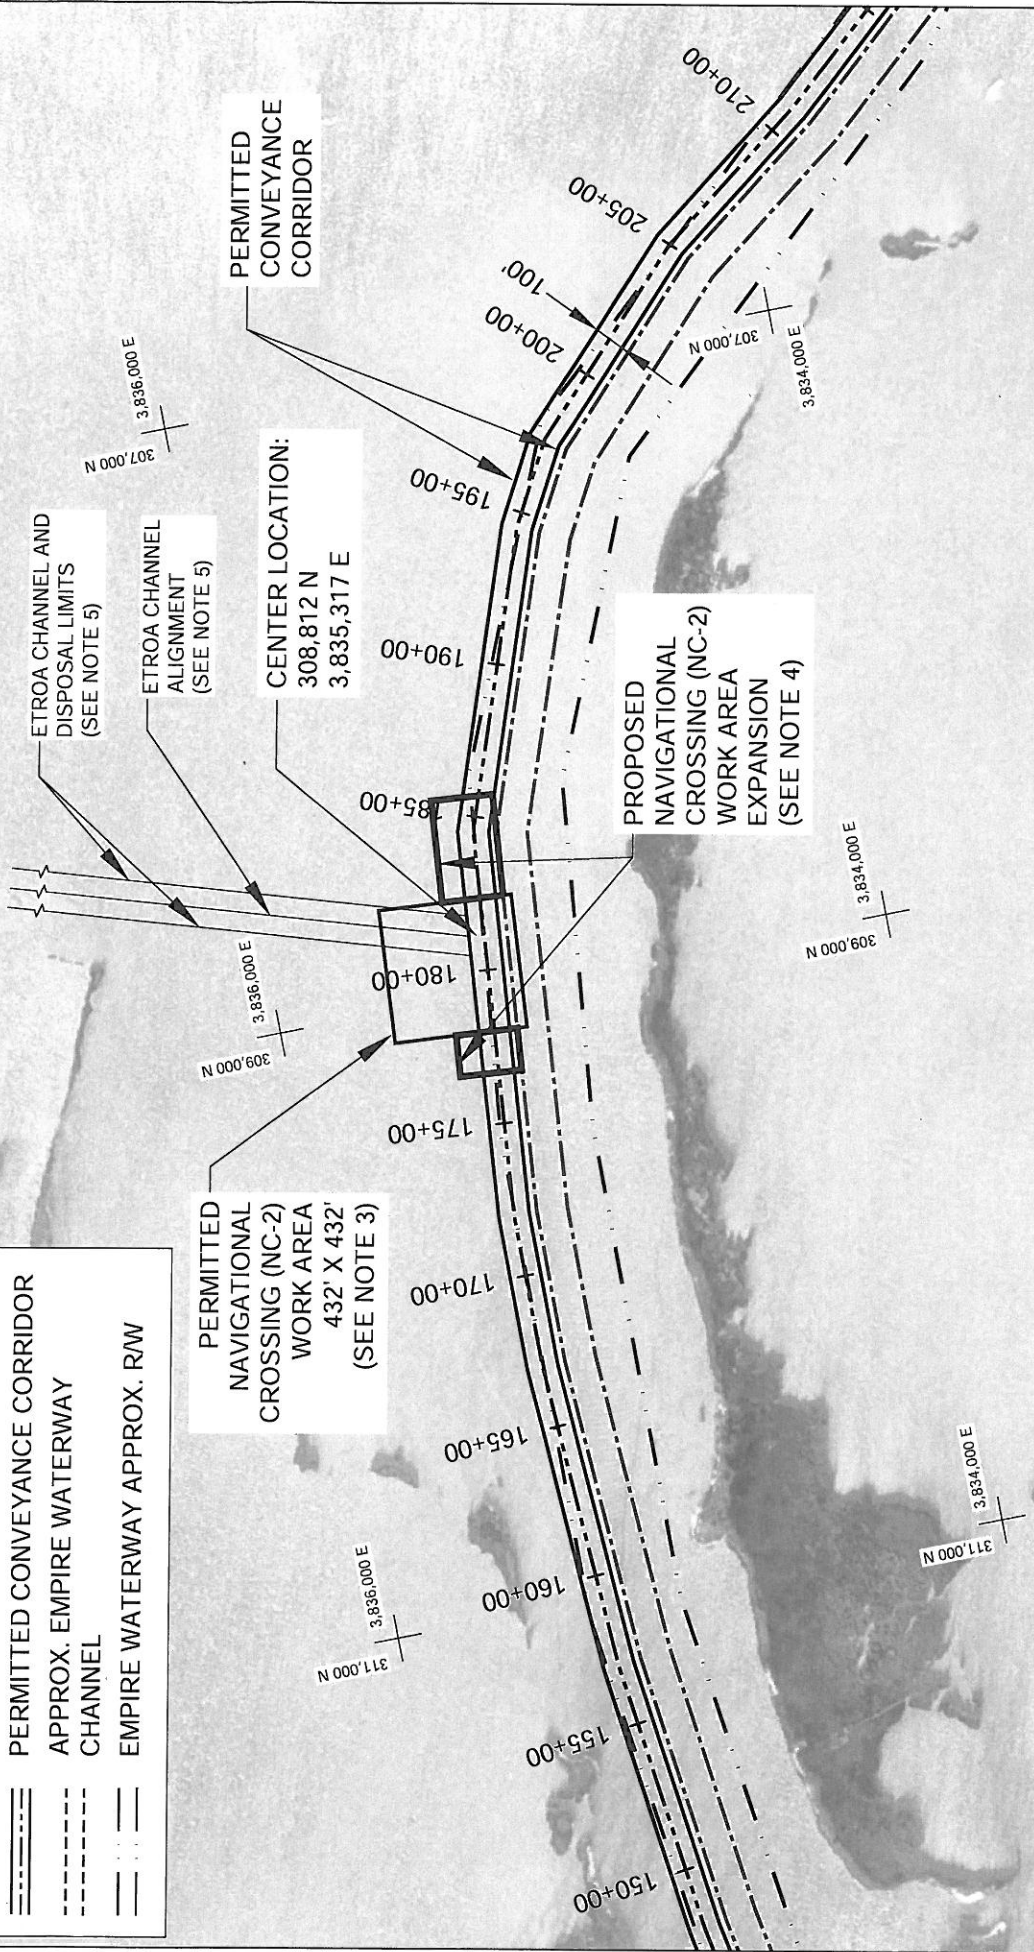 PERMITTED CONVEYANCE CORRIDOR
APPROX. EMPIRE WATERWAY
CHANNEL
EMPIRE WATERWAY APPROX. R/W
ETROA CHANNEL AND
DISPOSAL LIMITS
(SEE NOTE 5)
ETROA CHANNEL
ALIGNMENT
(SEE NOTE 5)
CENTER LOCATION:
308,812 N
3,835,317 E
PERMITTED
CONVEYANCE
CORRIDOR
PERMITTED
NAVIGATIONAL
CROSSING (NC-2)
WORK AREA
432' X 432'
(SEE NOTE 3)
PROPOSED
NAVIGATIONAL
CROSSING (NC-2)
WORK AREA
EXPANSION
(SEE NOTE 4)
150+00
155+00
160+00
165+00
170+00
175+00
180+00
85+00
190+00
195+00
200+00
100'
205+00
210+00
311,000 N
3,836,000 E
309,000 N
3,836,000 E
307,000 N
3,836,000 E
311,000 N
3,834,000 E
309,000 N
3,834,000 E
307,000 N
3,834,000 E